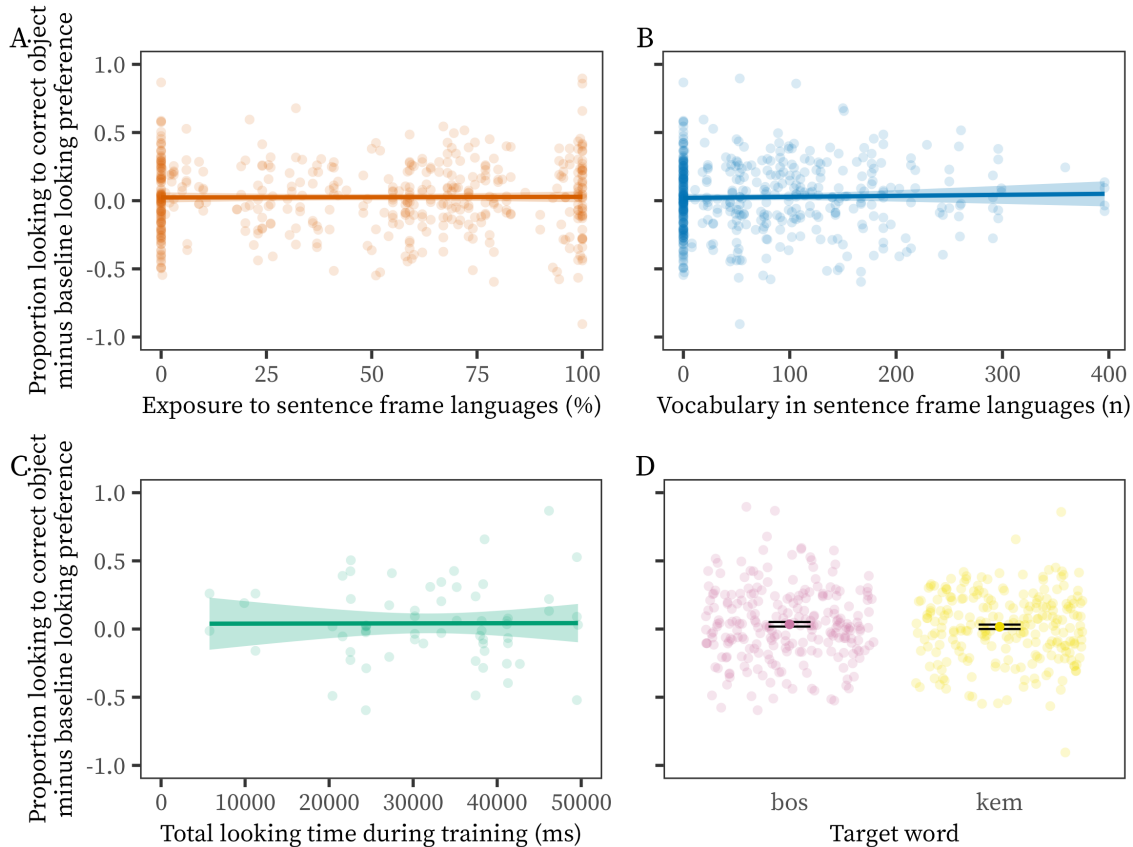 A
Proportion looking to correct object
minus baseline looking preference
1.0
0.5
0.0
-0.5
-1.0
0 25 50 75 100
Exposure to sentence frame languages (%)
B
0 100 200 300 400
Vocabulary in sentence frame languages (n)
C
Proportion looking to correct object
minus baseline looking preference
1.0
0.5
0.0
-0.5
-1.0
0 10000 20000 30000 40000 50000
Total looking time during training (ms)
D
bos kem
Target word